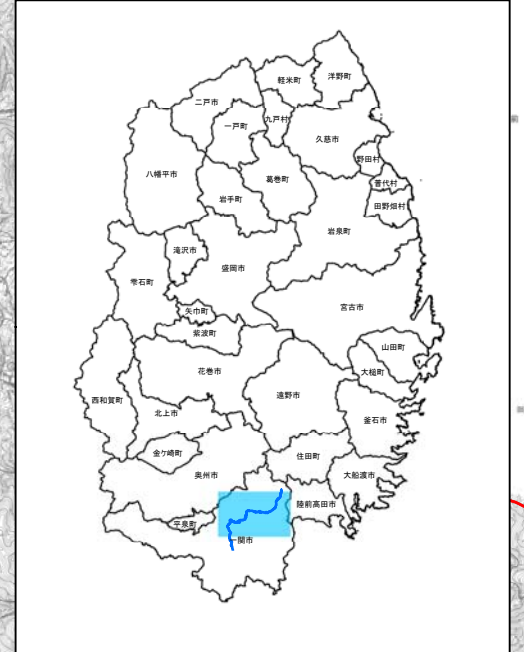 洋野町
軽米町
二戸市
九戸村
一戸町
久慈市
野田村
八幡平市
葛巻町
普代村
岩手町
田野畑村
岩泉町
滝沢市
盛岡市
雫石町
宮古市
矢巾町
紫波町
山田町
花巻市
大槌町
遠野市
西和賀町
北上市
釜石市
金ケ崎町
住田町
奥州市
大船渡市
陸前高田市
平泉町
一関市